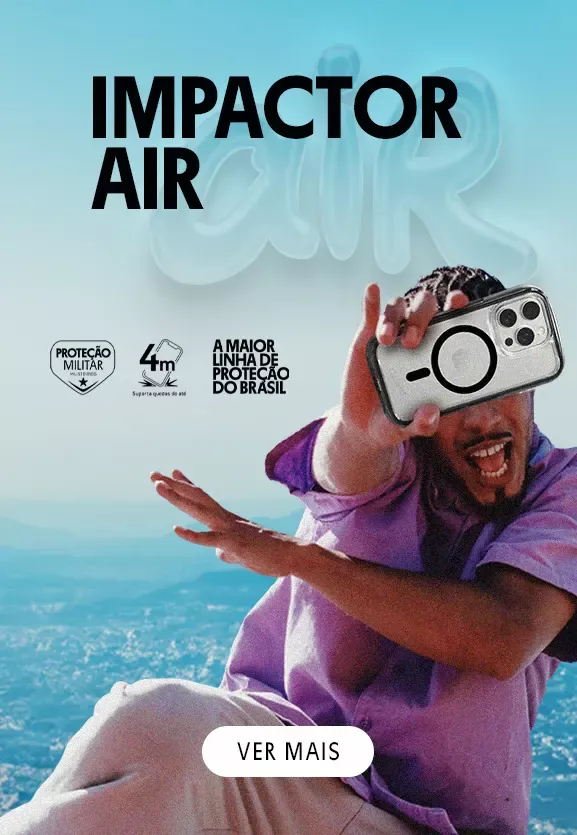 IMPACTOR
AIR
aiR
PROTEÇÃO
MILITAR
4m
Suporta quedas de até
A MAIOR
LINHA DE
PROTEÇÃO
DO BRASIL
VER MAIS